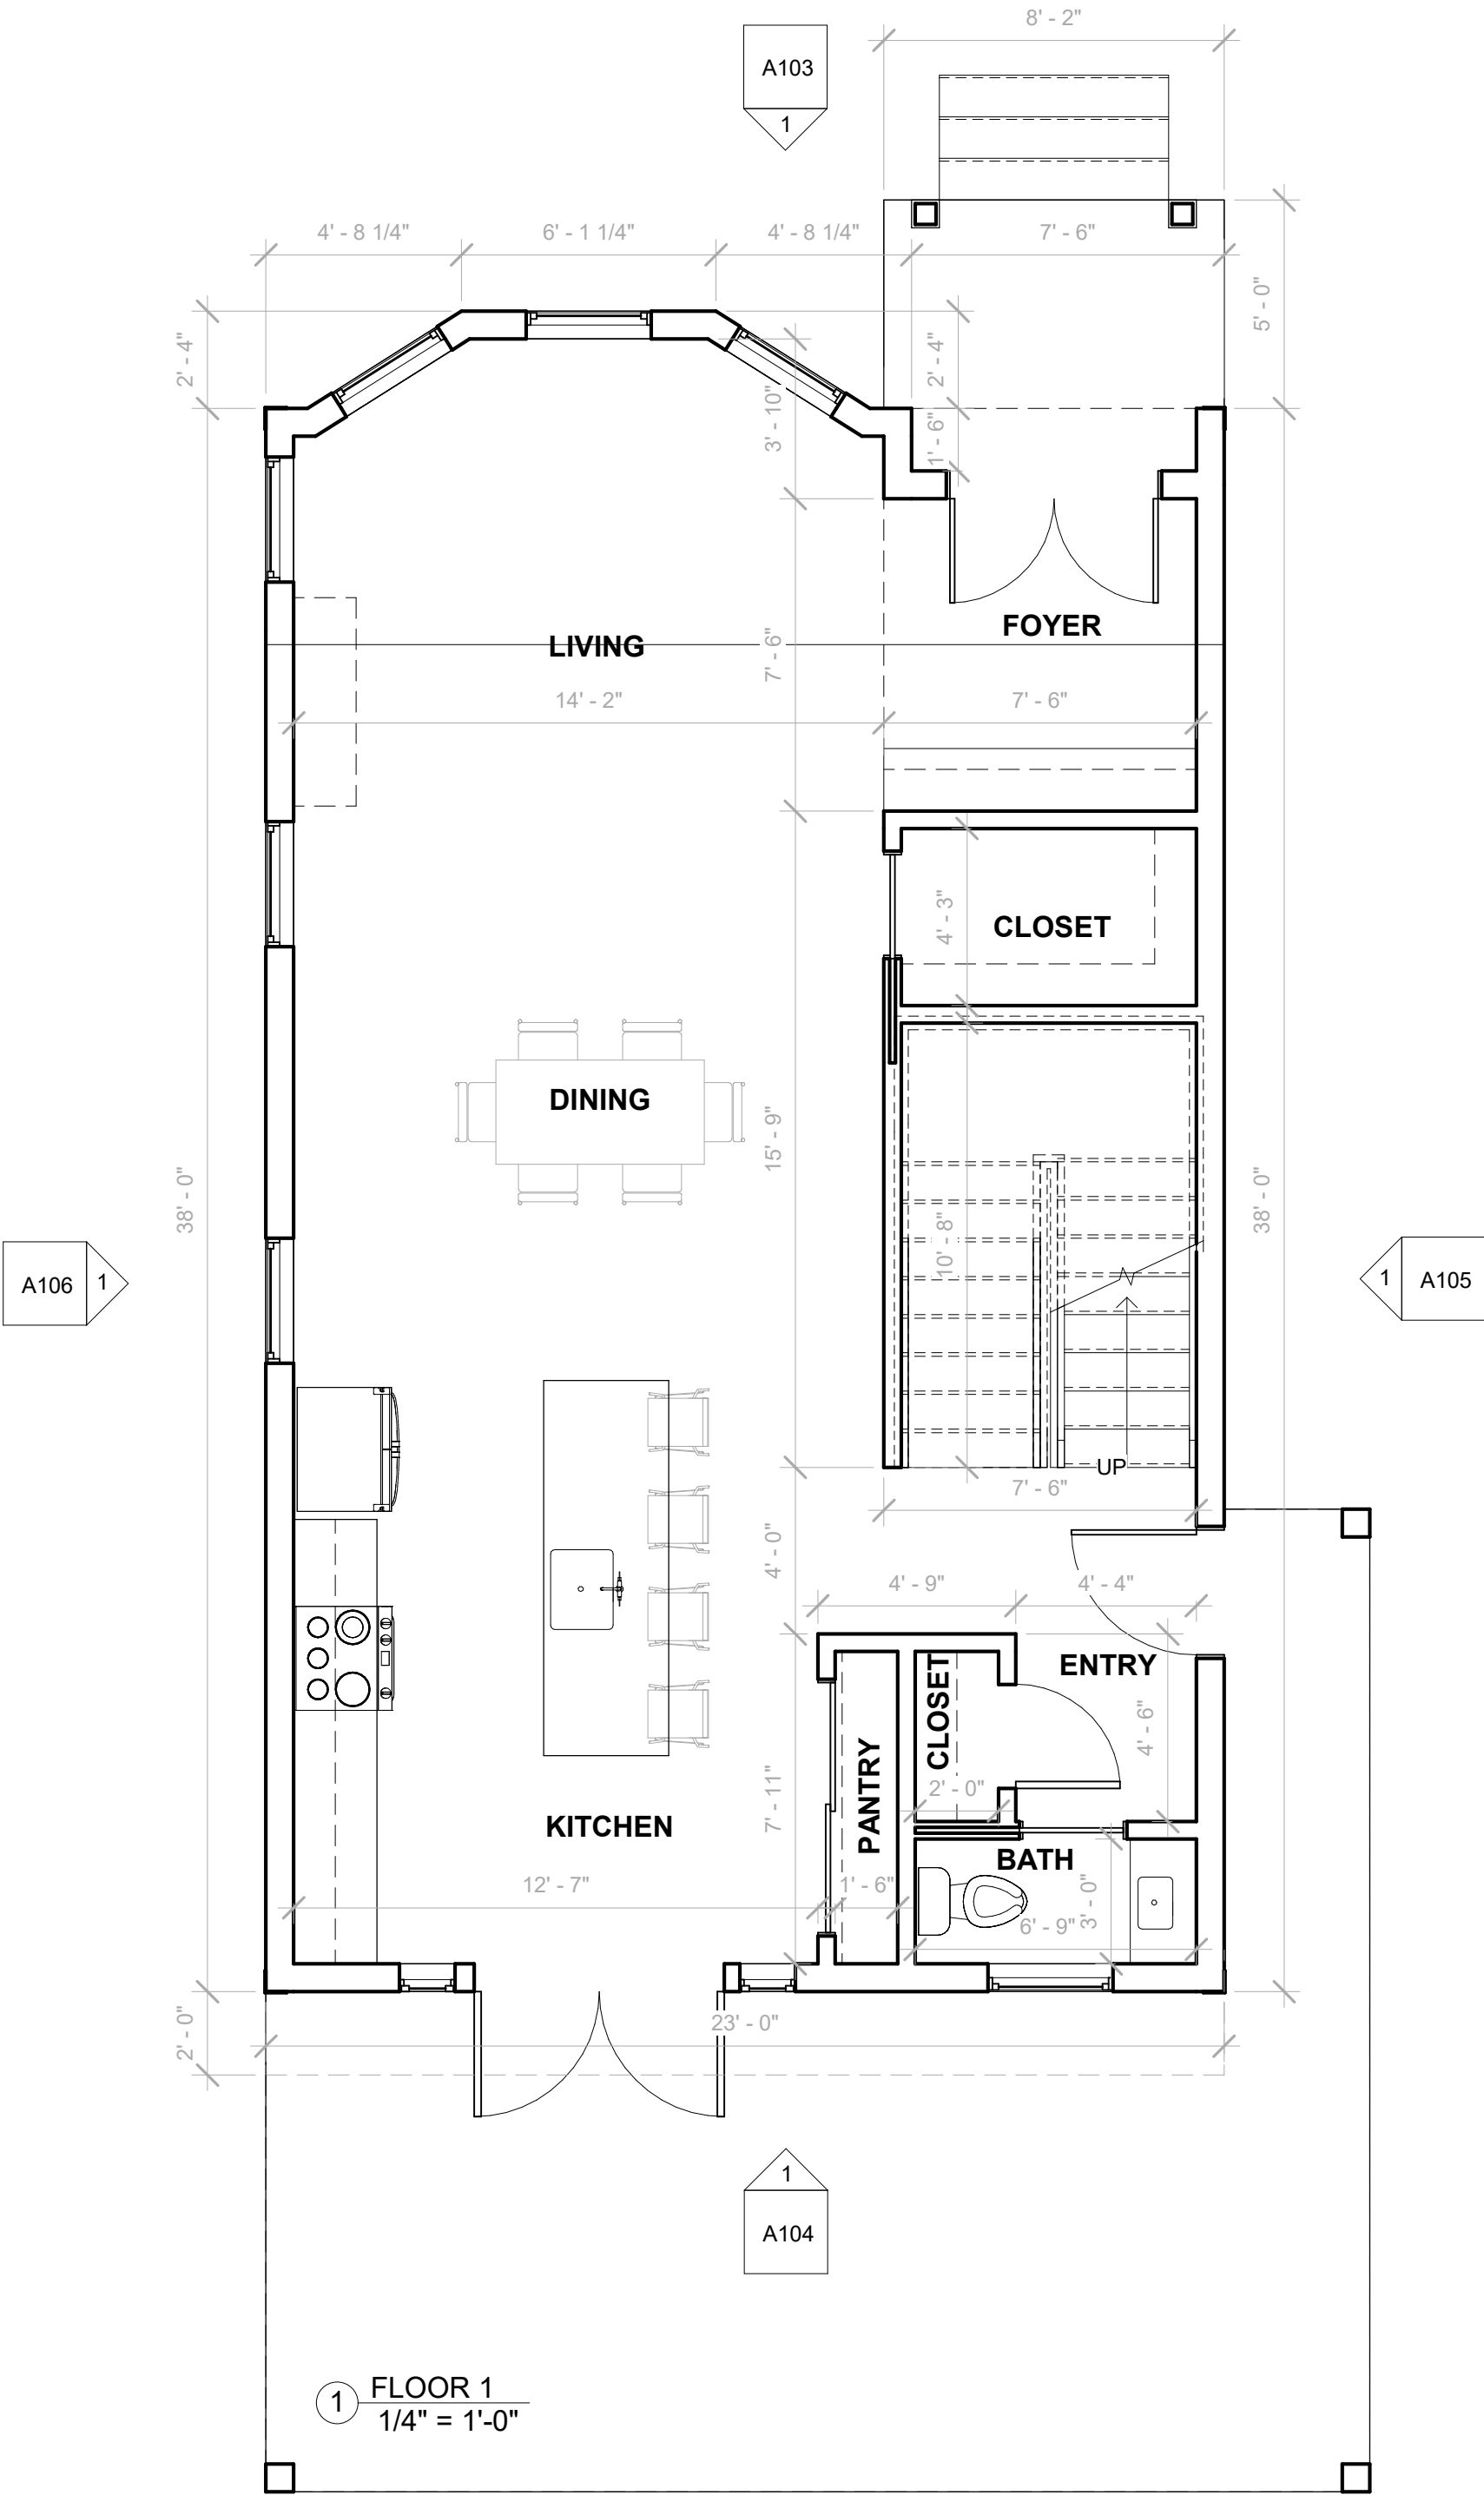 8' - 2"
A103
1
4' - 8 1/4"
6' - 1 1/4"
4' - 8 1/4"
7' - 6"
5' - 0"
2' - 4"
2' - 4"
3' - 10"
1' - 6"
FOYER
LIVING
7' - 6"
14' - 2"
7' - 6"
CLOSET
4' - 3"
DINING
15' - 9"
38' - 0"
38' - 0"
10' - 8"
A106
1
1
A105
UP
7' - 6"
4' - 0"
4' - 9"
4' - 4"
ENTRY
CLOSET
4' - 6"
2' - 0"
PANTRY
7' - 11"
KITCHEN
BATH
12' - 7"
1' - 6"
3' - 0"
6' - 9"
2' - 0"
23' - 0"
1
A104
1
FLOOR 1
1/4" = 1'-0"